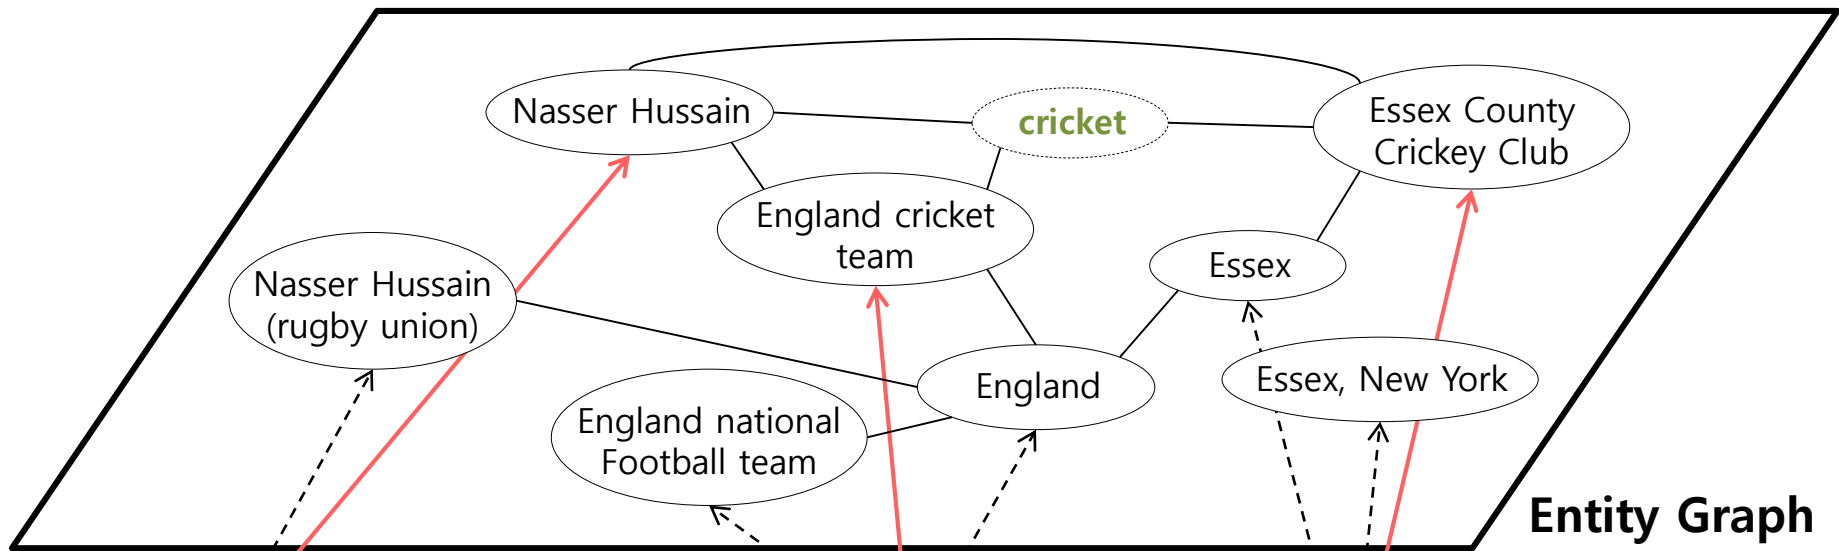 Nasser Hussain
cricket
Essex County
Crickey Club
England cricket
team
Essex
Nasser Hussain
(rugby union)
England
Essex, New York
England national
Football team
Entity Graph